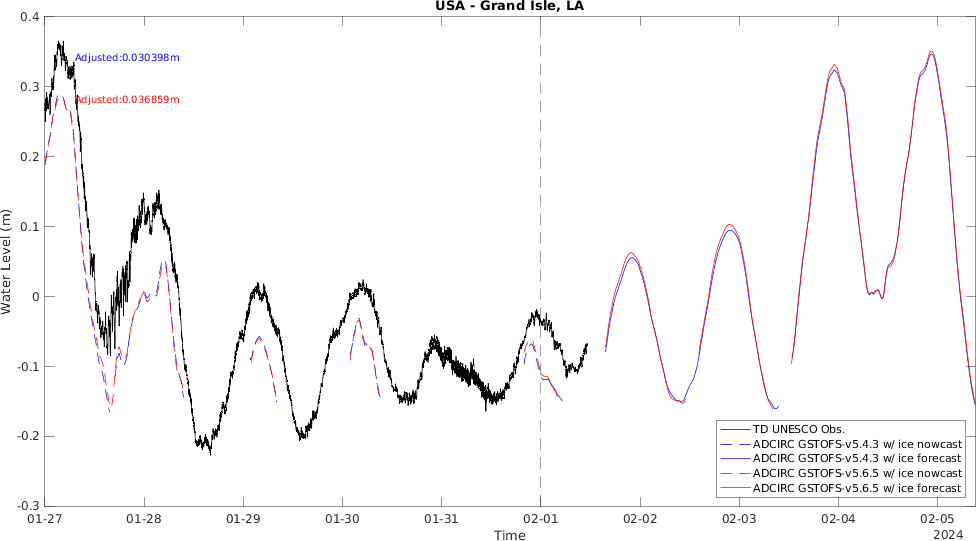 USA - Grand Isle, LA
0.4
0.3
0.2
0.1
0
-0.1
-0.2
-0.3
Water Level (m)
Adjusted:0.030398m
Adjusted:0.036859m
TD UNESCO Obs.
ADCIRC GSTOFS-v5.4.3 w/ ice nowcast
ADCIRC GSTOFS-v5.4.3 w/ ice forecast
ADCIRC GSTOFS-v5.6.5 w/ ice nowcast
ADCIRC GSTOFS-v5.6.5 w/ ice forecast
01-27 01-28 01-29 01-30 01-31 02-01 02-02 02-03 02-04 02-05
Time
2024